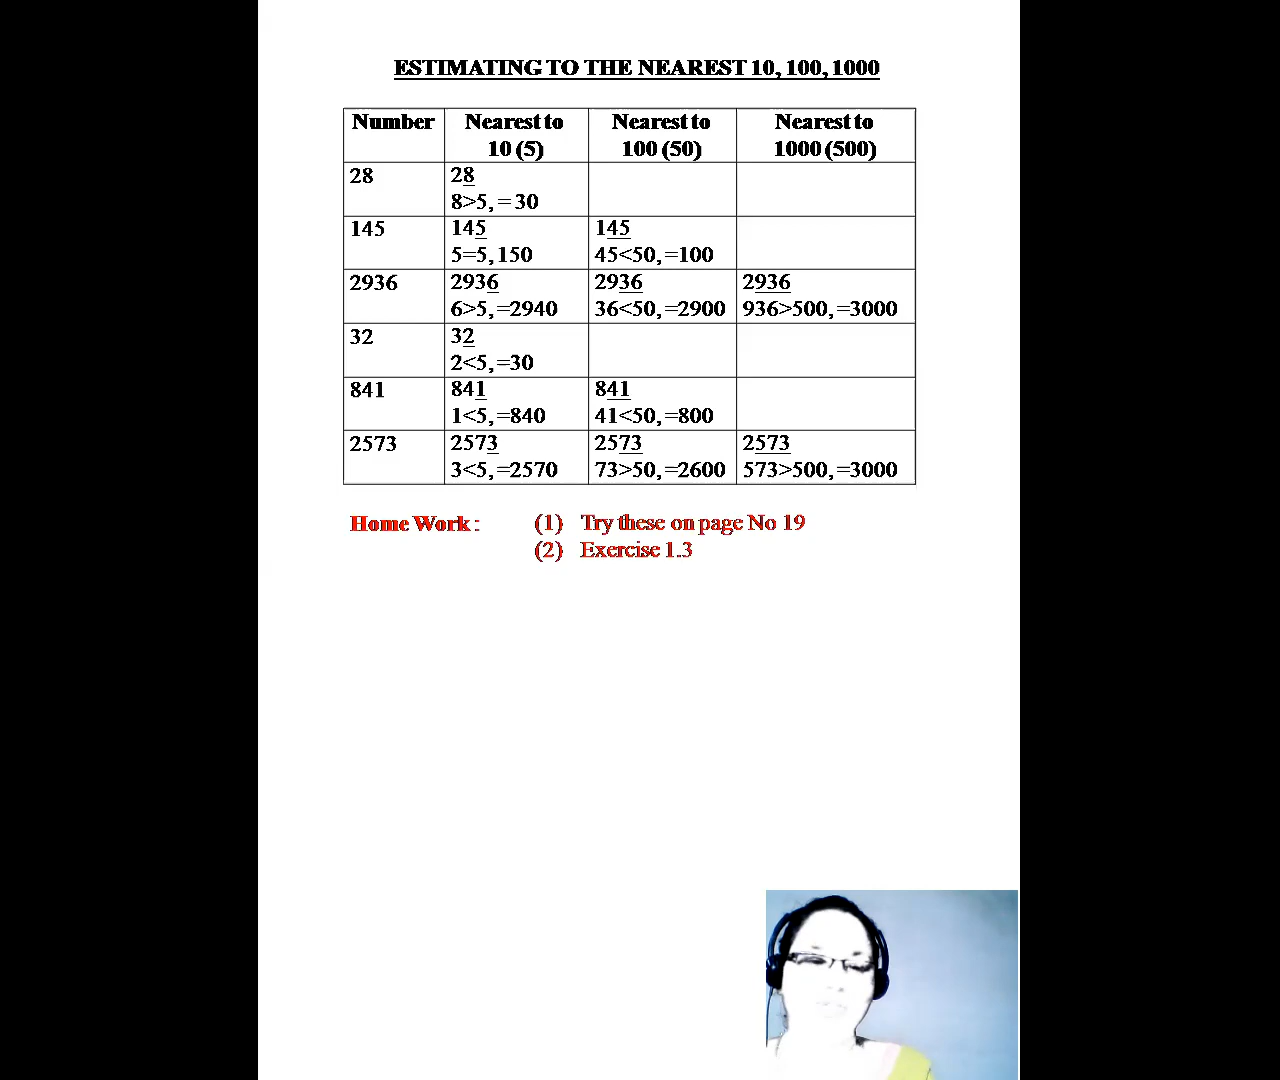 ESTIMATING TO THE NEAREST 10, 100, 1000
Number Nearest to 10 (5) Nearest to 100 (50) Nearest to 1000 (500)
28 28
8>5, = 30
145 145 145
5=5, 150 45<50, =100
2936 2936 2936 2936
6>5, =2940 36<50, =2900 936>500, =3000
32 32
2<5, =30
841 841 841
1<5, =840 41<50, =800
2573 2573 2573 2573
3<5, =2570 73>50, =2600 573>500, =3000
Home Work : (1) Try these on page No 19
(2) Exercise 1.3